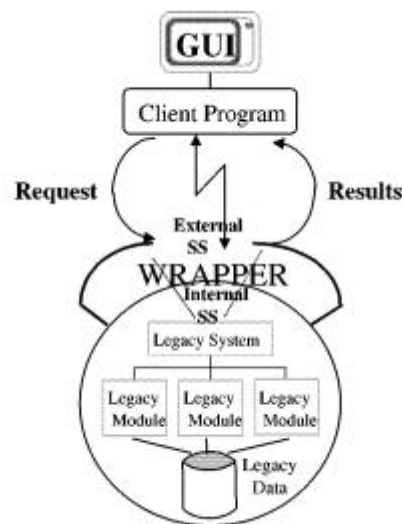 GUI
Client Program
Request
Results
External
SS
WRAPPER
Internal
SS
Legacy System
Legacy Legacy Legacy
Module Module Module
Legacy
Data